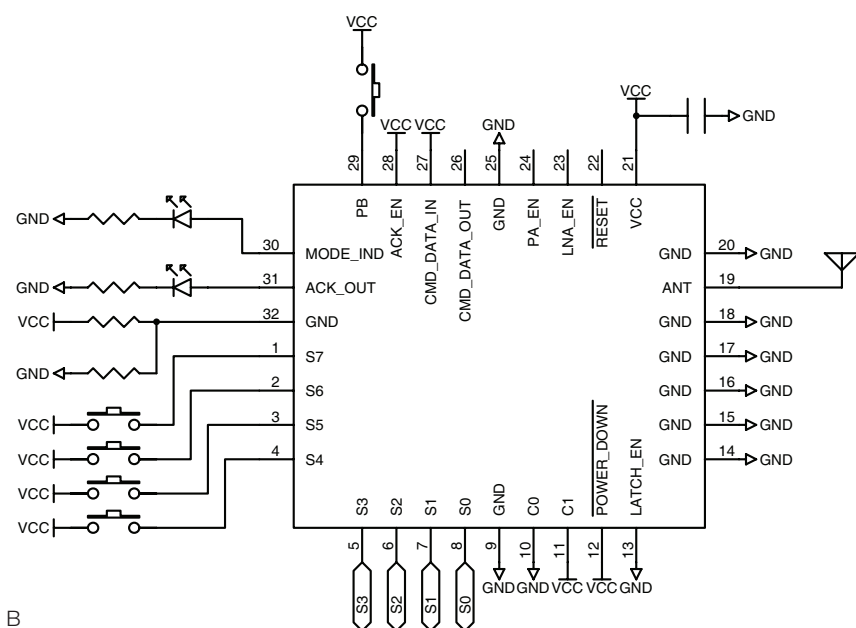 VCC
VCC
VCC
GND
VCC
GND
29
28
27
26
25
24
23
22
21
PB
ACK_EN
CMD_DATA_IN
CMD_DATA_OUT
GND
PA_EN
LNA_EN
RESET
VCC
GND
30
MODE_IND
GND
20
GND
GND
31
ACK_OUT
ANT
19
VCC
32
GND
GND
18
GND
GND
1
S7
GND
17
GND
2
S6
GND
16
GND
VCC
3
S5
GND
15
GND
VCC
4
S4
GND
14
GND
VCC
VCC
S3
S2
S1
S0
GND
C0
C1
POWER_DOWN
LATCH_EN
5
6
7
8
9
10
11
12
13
S3
S2
S1
S0
GND
GND
VCC
VCC
GND
B